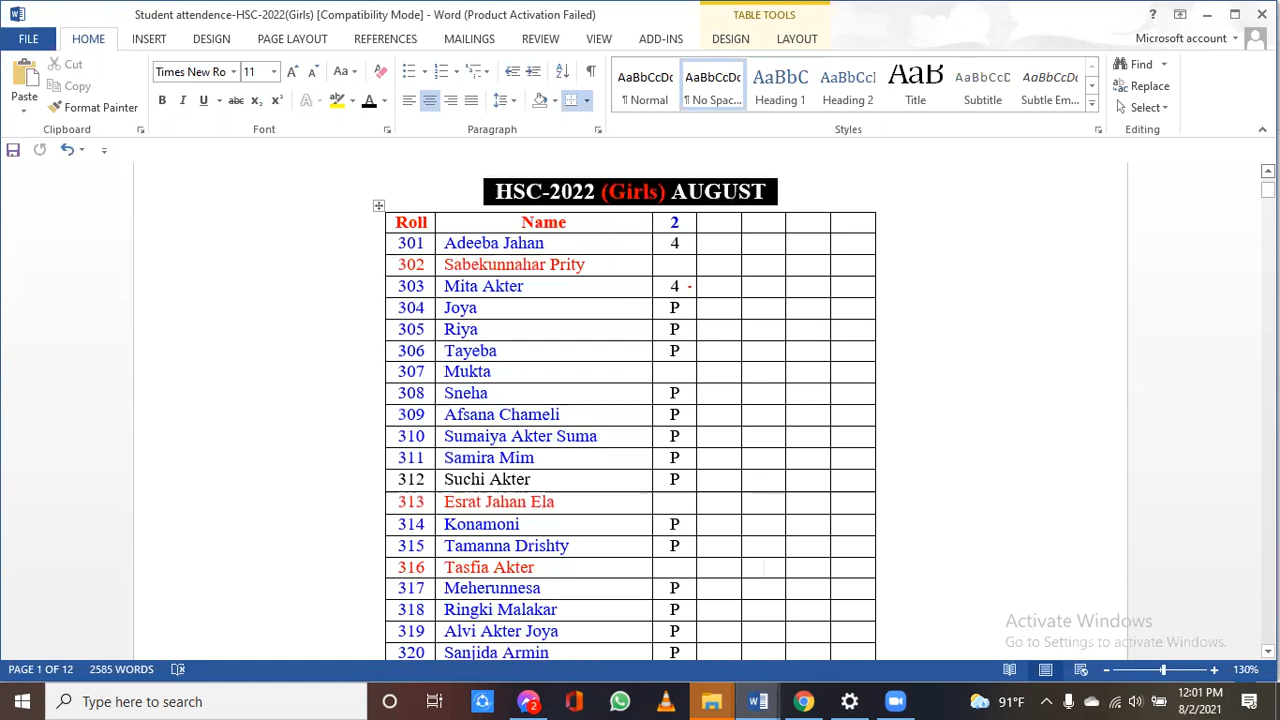 Student attendence-HSC-2022(Girls) [Compatibility Mode] - Word (Product Activation Failed)
TABLE TOOLS
FILE HOME INSERT DESIGN PAGE LAYOUT REFERENCES MAILINGS REVIEW VIEW ADD-INS DESIGN LAYOUT Microsoft account
Cut
Copy
Format Painter
Paste
Clipboard
Times New Ro 11
Font
Paragraph
AaBbCcDc AaBbCcDc AaBbC AaBbCcD AaB AaBbCcD AaBbCcDc
¶ Normal ¶ No Spac... Heading 1 Heading 2 Title Subtitle Subtle Em...
Styles
Find
Replace
Select
Editing
HSC-2022 (Girls) AUGUST
Roll Name 2
301 Adeeba Jahan 4
302 Sabekunnahar Prity
303 Mita Akter 4
304 Joya P
305 Riya P
306 Tayeba P
307 Mukta
308 Sneha P
309 Afsana Chameli P
310 Sumaiya Akter Suma P
311 Samira Mim P
312 Suchi Akter P
313 Esrat Jahan Ela
314 Konamoni P
315 Tamanna Drishty P
316 Tasfia Akter
317 Meherunnesa P
318 Ringki Malakar P
319 Alvi Akter Joya P
320 Sanjida Armin P
Activate Windows
Go to Settings to activate Windows.
PAGE 1 OF 12 2585 WORDS 130%
Type here to search 2 91°F 12:01 PM
8/2/2021